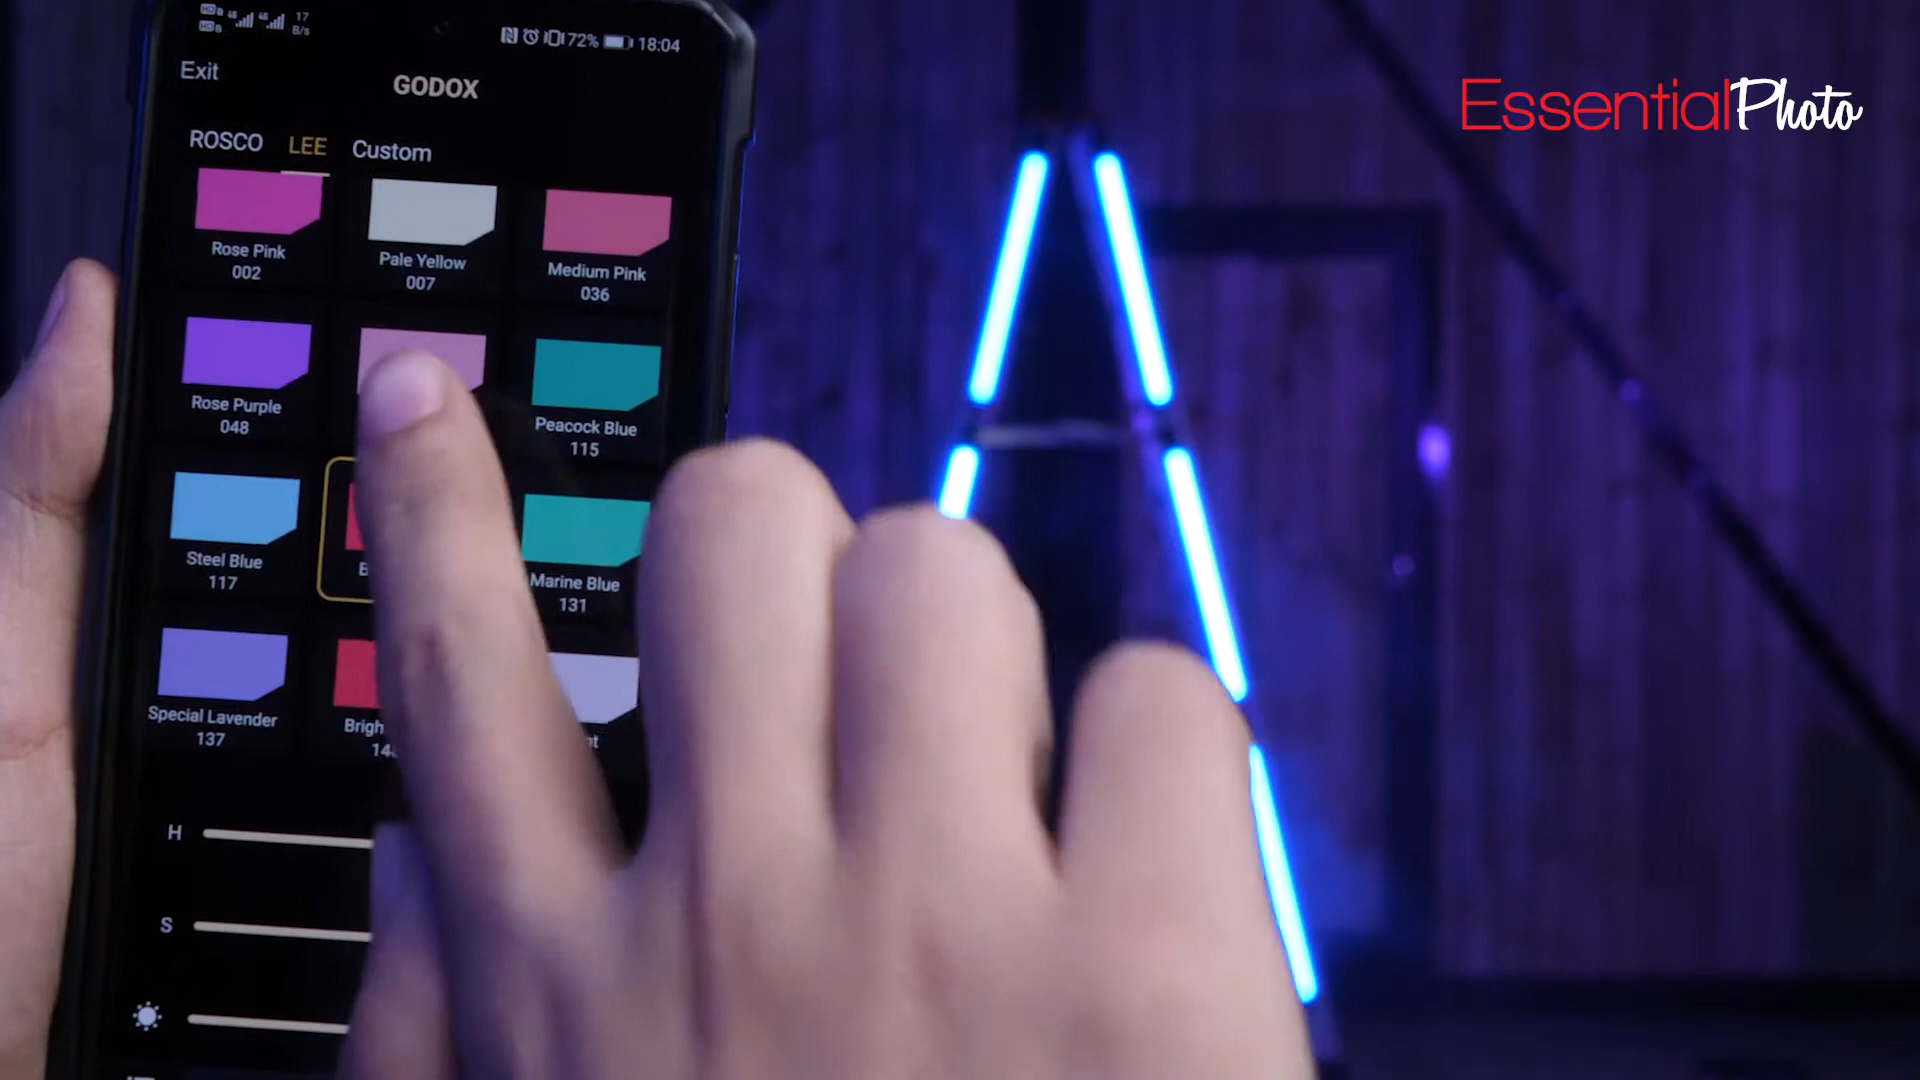 17
B/s
72% 18:04
Exit
GODOX
ROSCO LEE Custom
Rose Pink
002
Pale Yellow
007
Medium Pink
036
Rose Purple
048
Peacock Blue
115
Steel Blue
117
Marine Blue
131
Special Lavender
137
H
S
EssentialPhoto